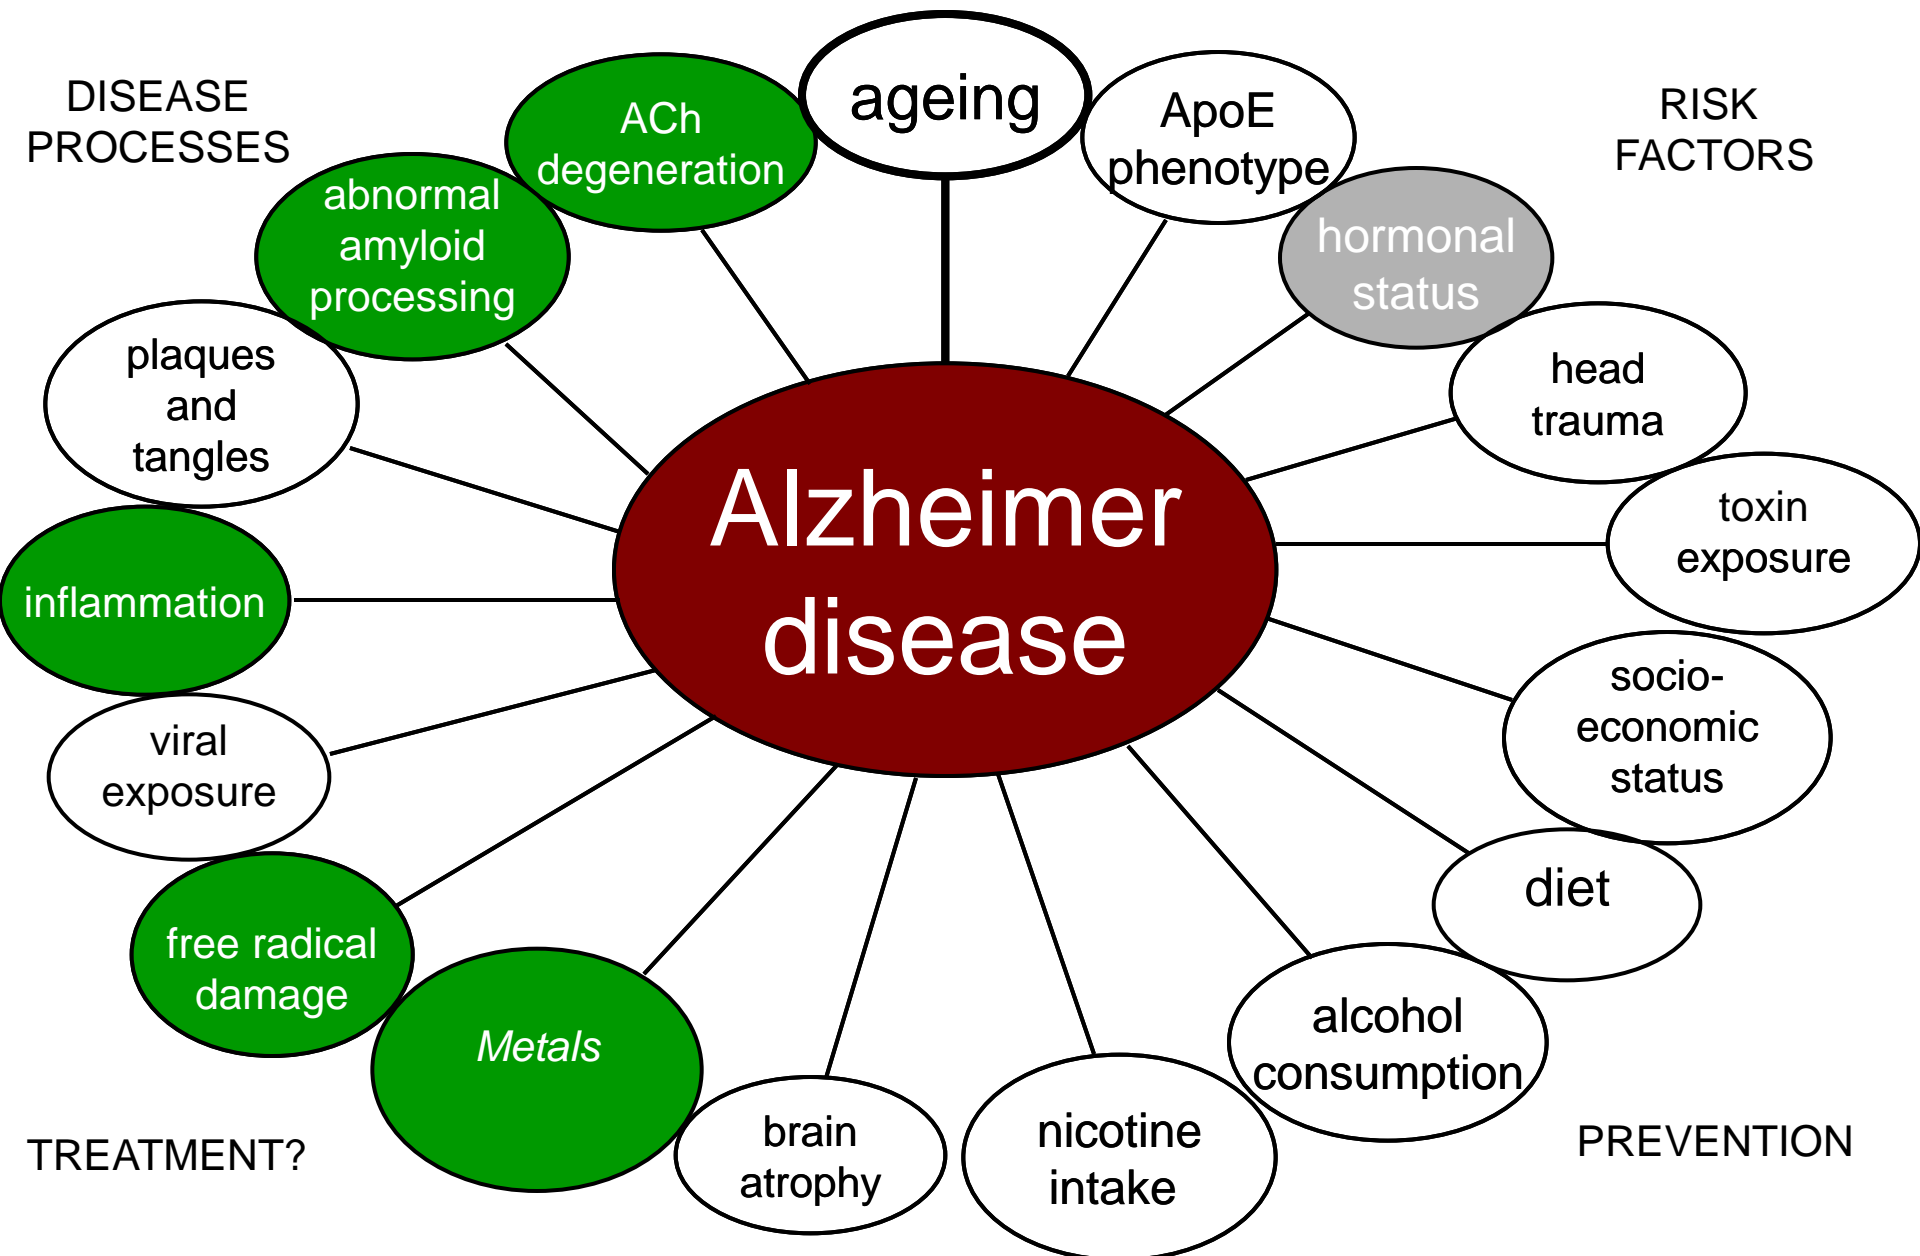 DISEASE
PROCESSES
ACh
degeneration
ageing
ApoE
phenotype
RISK
FACTORS
abnormal
amyloid
processing
hormonal
status
plaques
and
tangles
head
trauma
Alzheimer
disease
toxin
exposure
inflammation
socio-
economic
status
viral
exposure
diet
free radical
damage
Metals
alcohol
consumption
brain
atrophy
nicotine
intake
TREATMENT?
PREVENTION